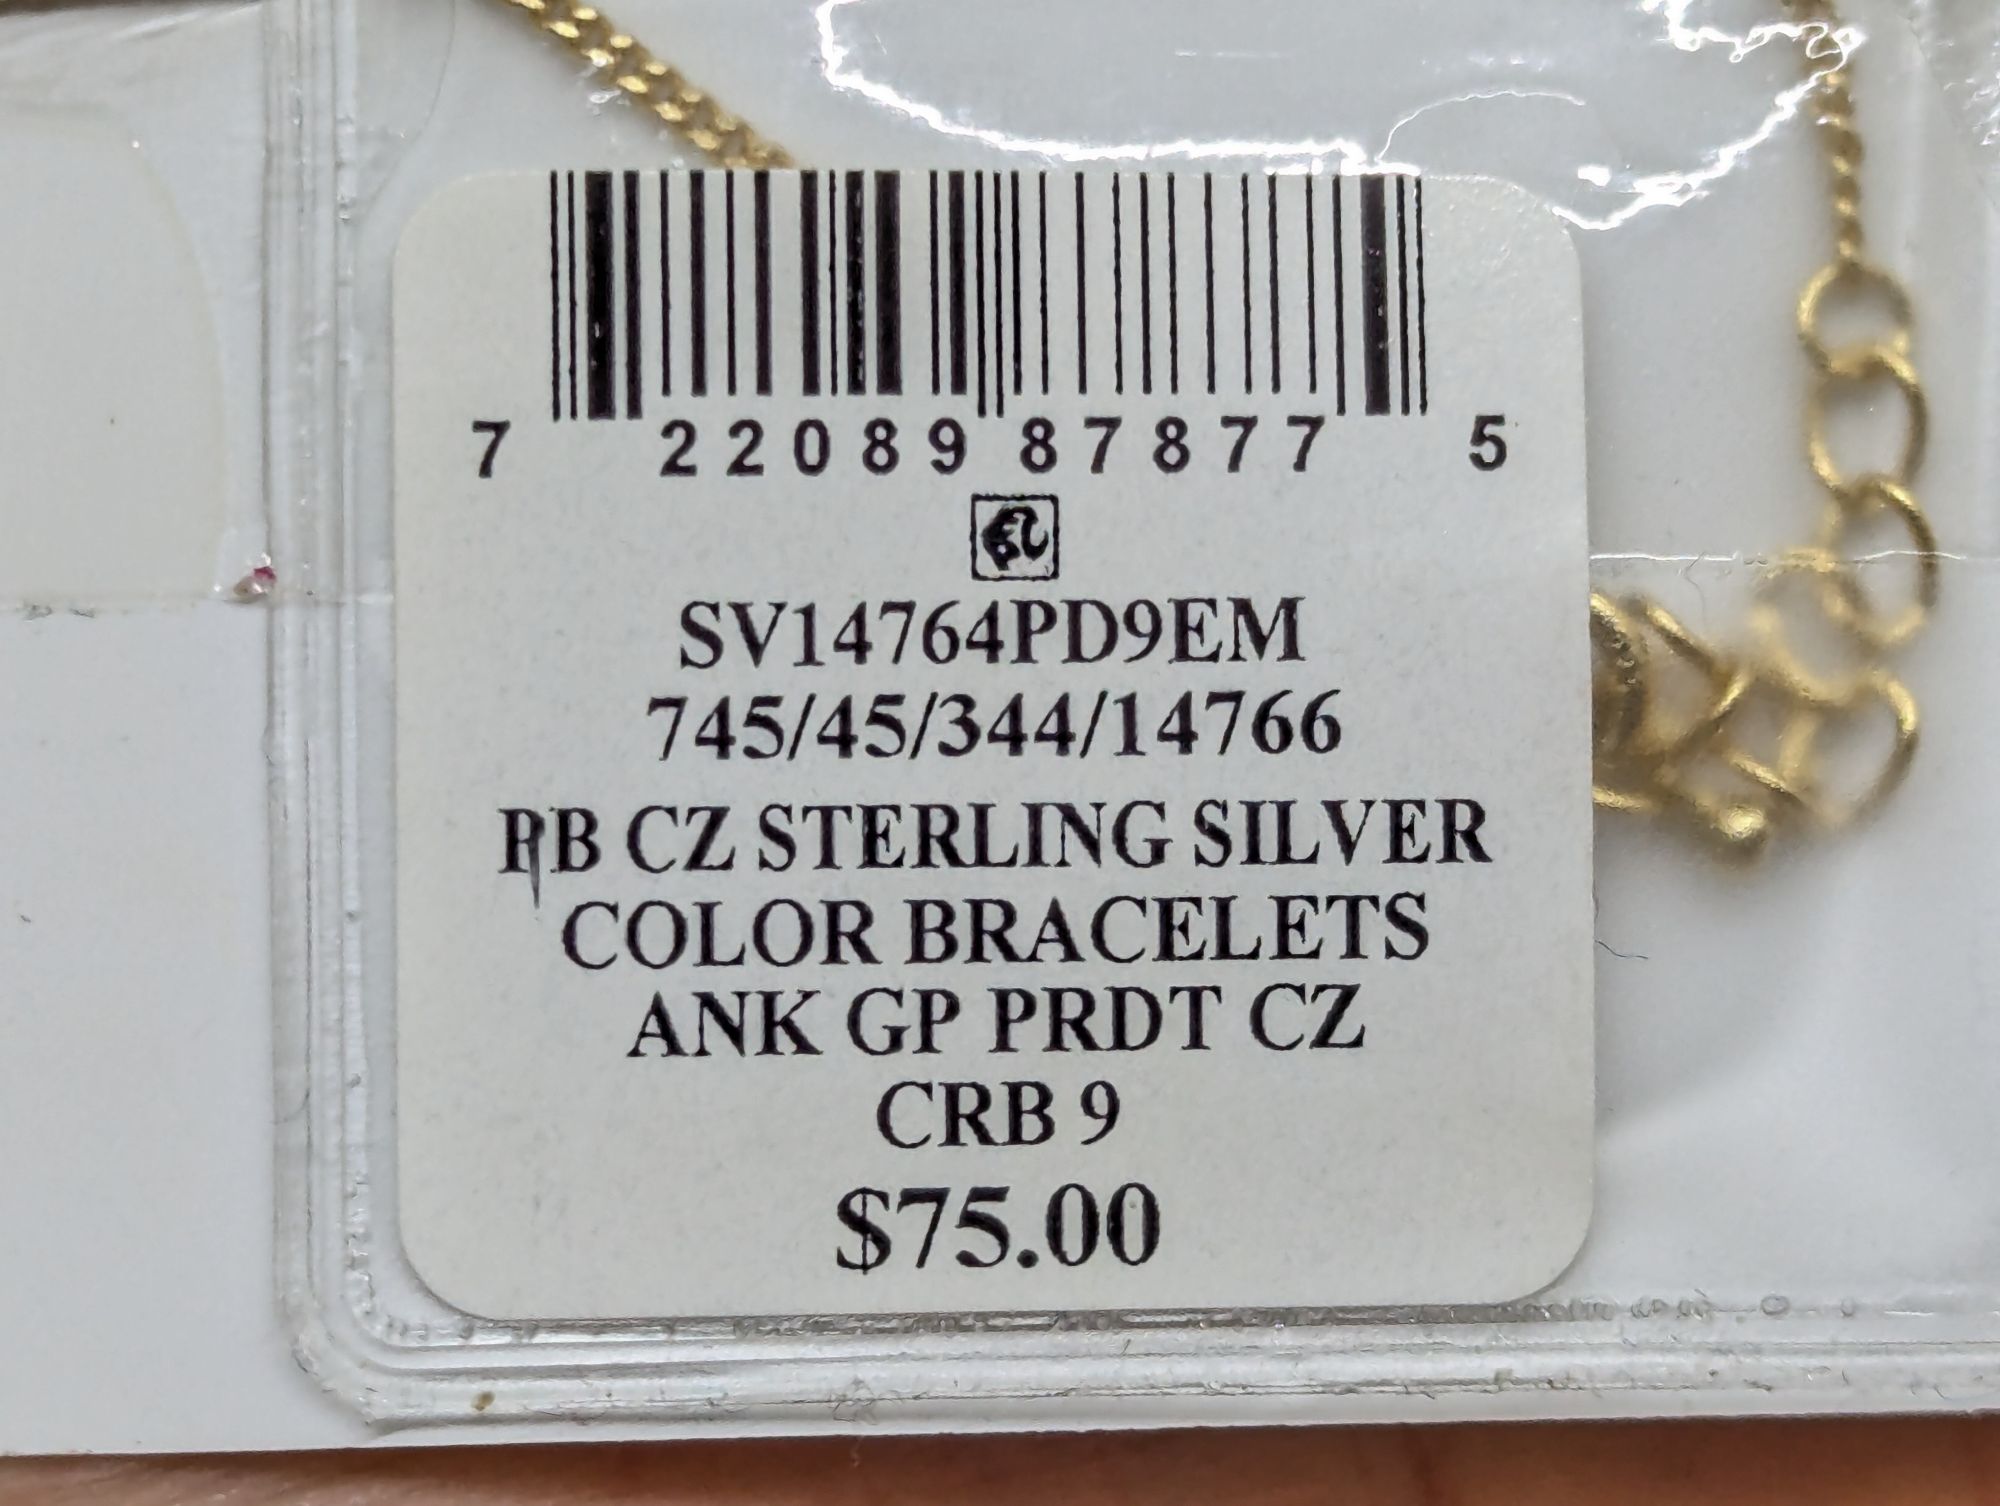 7 22089 87877 5
SV14764PD9EM
745/45/344/14766
PB CZ STERLING SILVER
COLOR BRACELETS
ANK GP PRDT CZ
CRB 9
$75.00